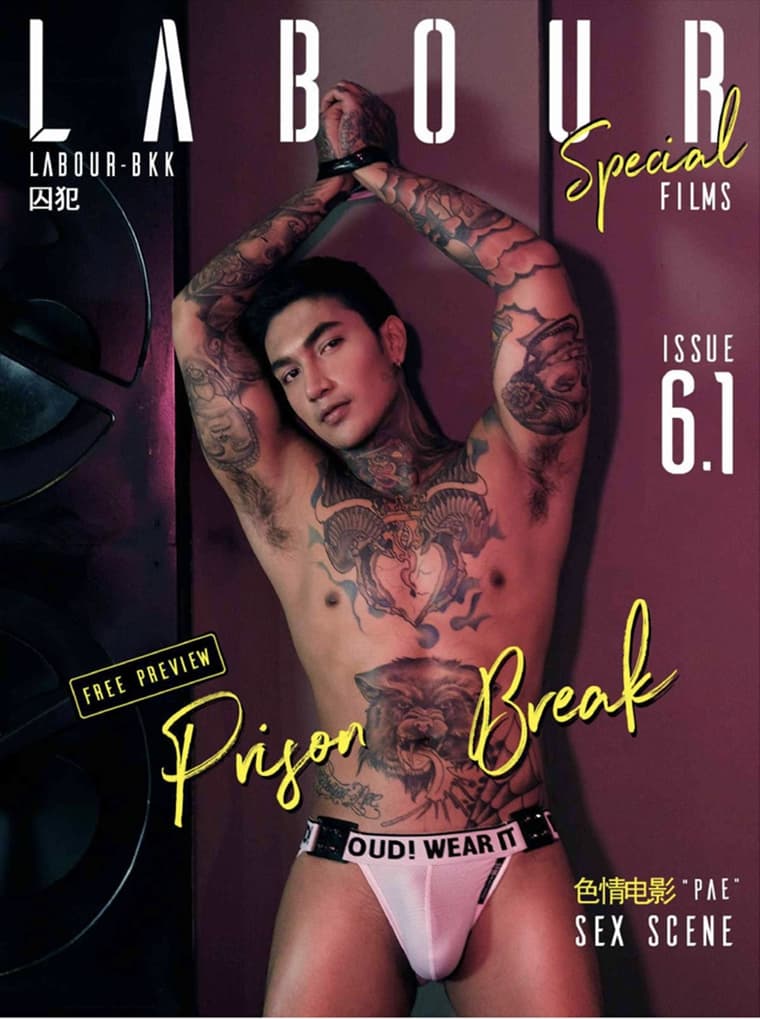 LABOUR
LABOUR-BKK
囚犯
Special
FILMS
ISSUE
6.1
FREE PREVIEW
Prison Break
OUD! WEAR IT
色情电影 "PAE"
SEX SCENE